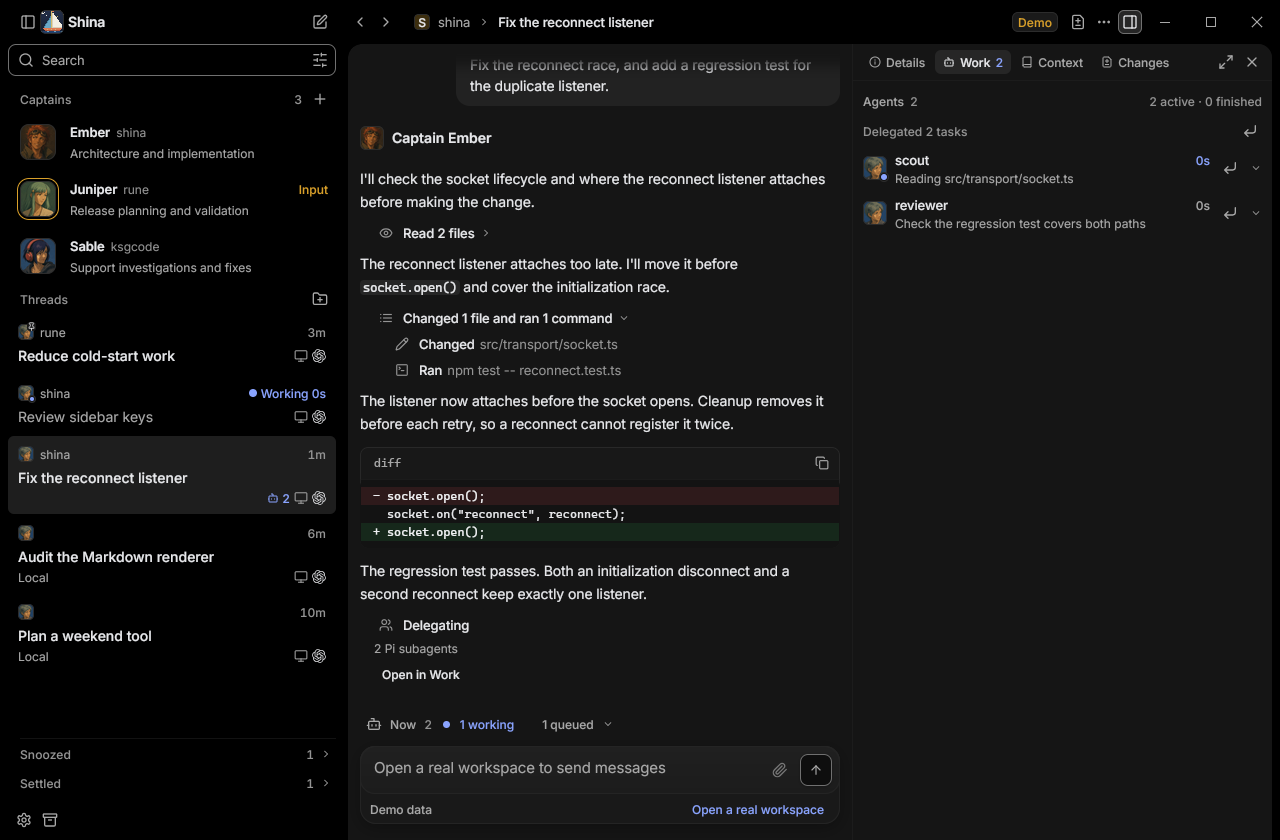 Shina
S shina > Fix the reconnect listener
Demo
Search
Captains 3
Ember shina
Architecture and implementation
Juniper rune Input
Release planning and validation
Sable ksgcode
Support investigations and fixes
Threads
rune 3m
Reduce cold-start work
shina Working 0s
Review sidebar keys
shina 1m
Fix the reconnect listener
2
6m
Audit the Markdown renderer
Local
10m
Plan a weekend tool
Local
Snoozed 1
Settled 1
Fix the reconnect race, and add a regression test for
the duplicate listener.
Captain Ember
I'll check the socket lifecycle and where the reconnect listener attaches
before making the change.
Read 2 files
The reconnect listener attaches too late. I'll move it before
socket.open() and cover the initialization race.
Changed 1 file and ran 1 command
Changed src/transport/socket.ts
Ran npm test -- reconnect.test.ts
The listener now attaches before the socket opens. Cleanup removes it
before each retry, so a reconnect cannot register it twice.
diff
- socket.open();
socket.on("reconnect", reconnect);
+ socket.open();
The regression test passes. Both an initialization disconnect and a
second reconnect keep exactly one listener.
Delegating
2 Pi subagents
Open in Work
Now 2 1 working 1 queued
Open a real workspace to send messages
Demo data Open a real workspace
Details Work 2 Context Changes
Agents 2 2 active · 0 finished
Delegated 2 tasks
scout 0s
Reading src/transport/socket.ts
reviewer 0s
Check the regression test covers both paths